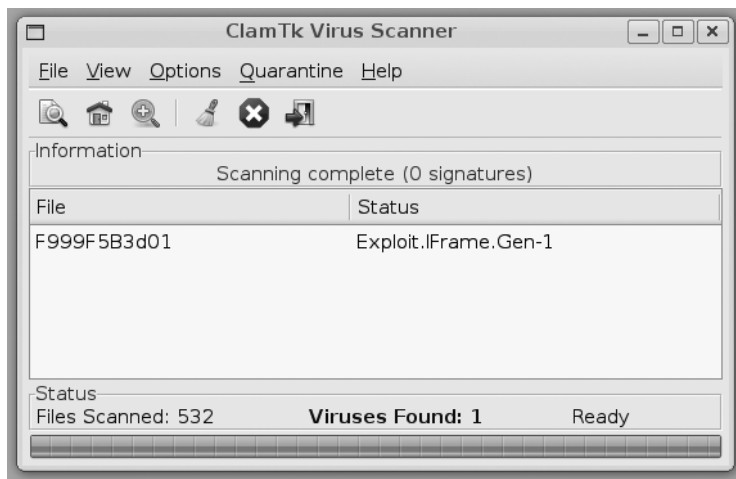 ClamTk Virus Scanner
File View Options Quarantine Help
Information
Scanning complete (0 signatures)
File Status
F999F5B3d01 Exploit.IFrame.Gen-1
Status
Files Scanned: 532 Viruses Found: 1 Ready